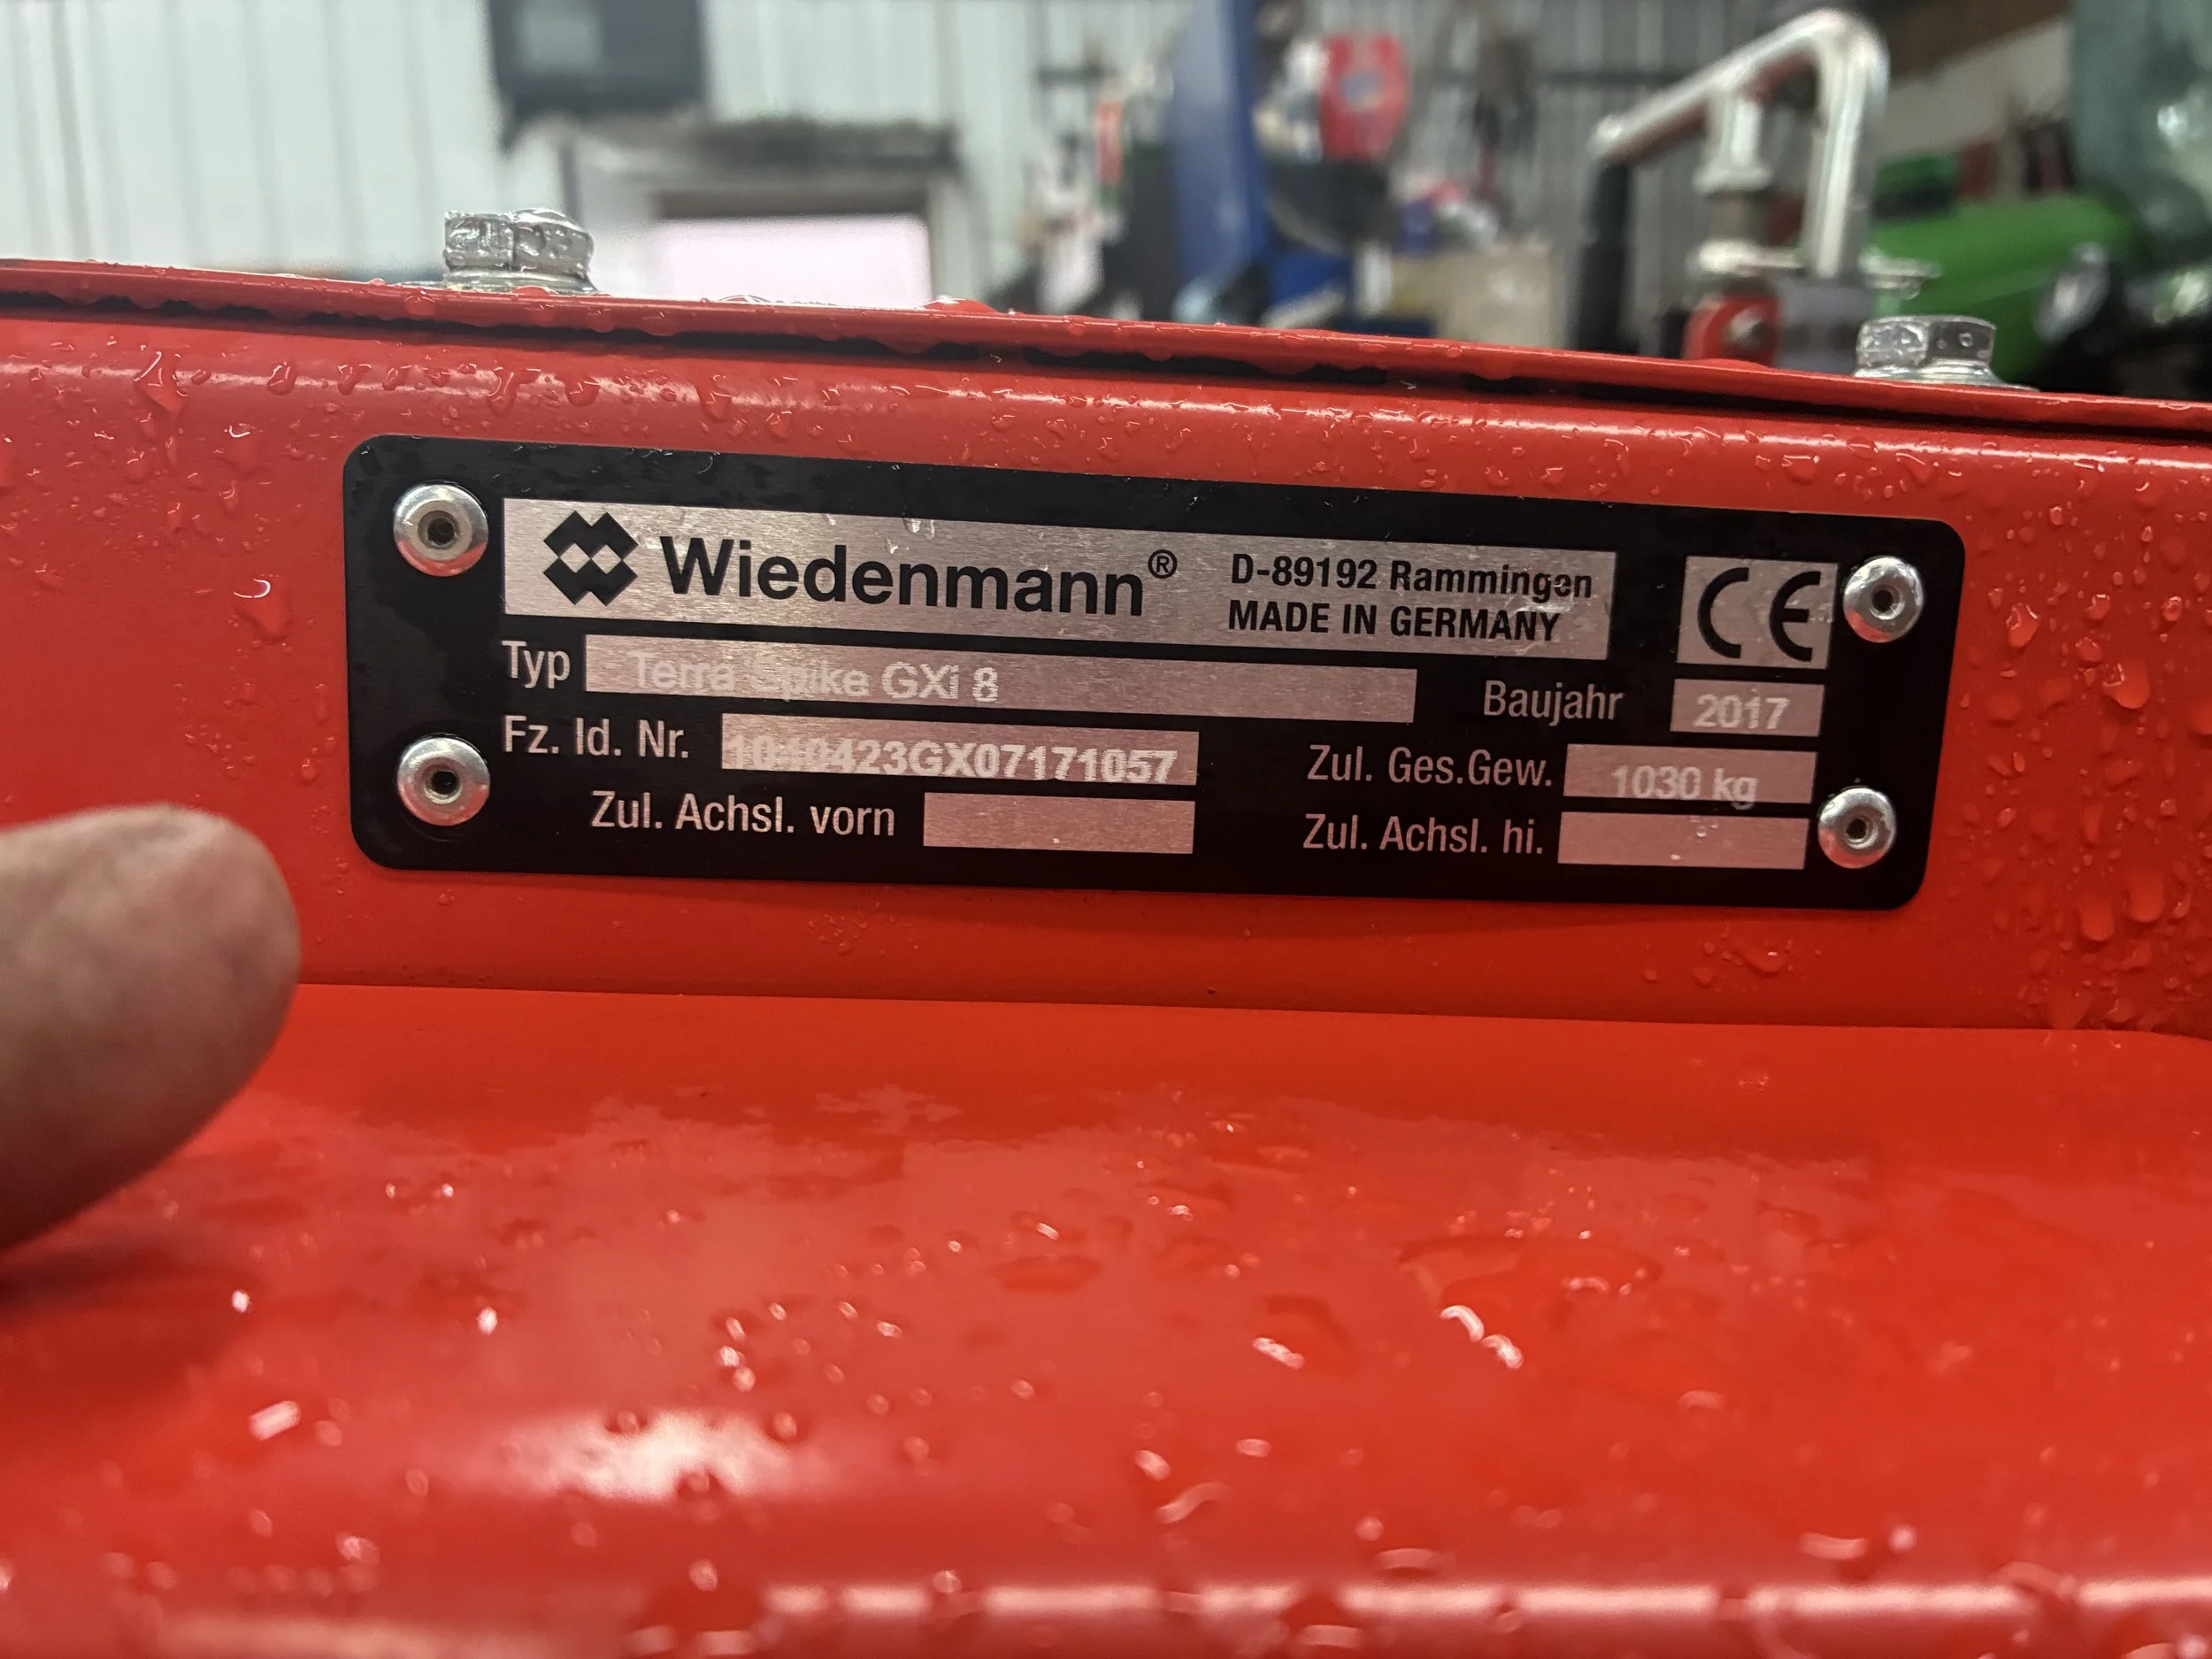 Wiedenmann® D-89192 Rammingen
MADE IN GERMANY
CE
Typ Terra Spike GXi 8
Baujahr 2017
Fz. Id. Nr. 1040423GX07171057
Zul. Ges.Gew. 1030 kg
Zul. Achsl. vorn
Zul. Achsl. hi.